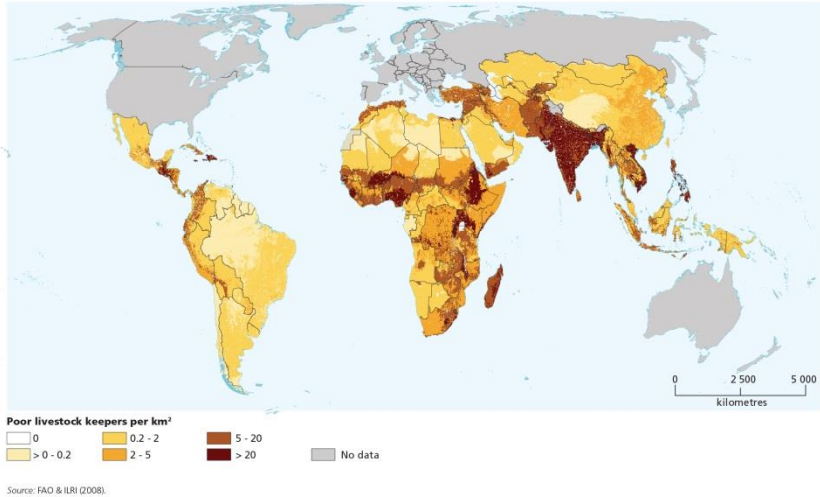 0 2 500 5 000
kilometres
Poor livestock keepers per km²
0 0.2 - 2 5 - 20
> 0 - 0.2 2 - 5 > 20 No data
Source: FAO & ILRI (2008).